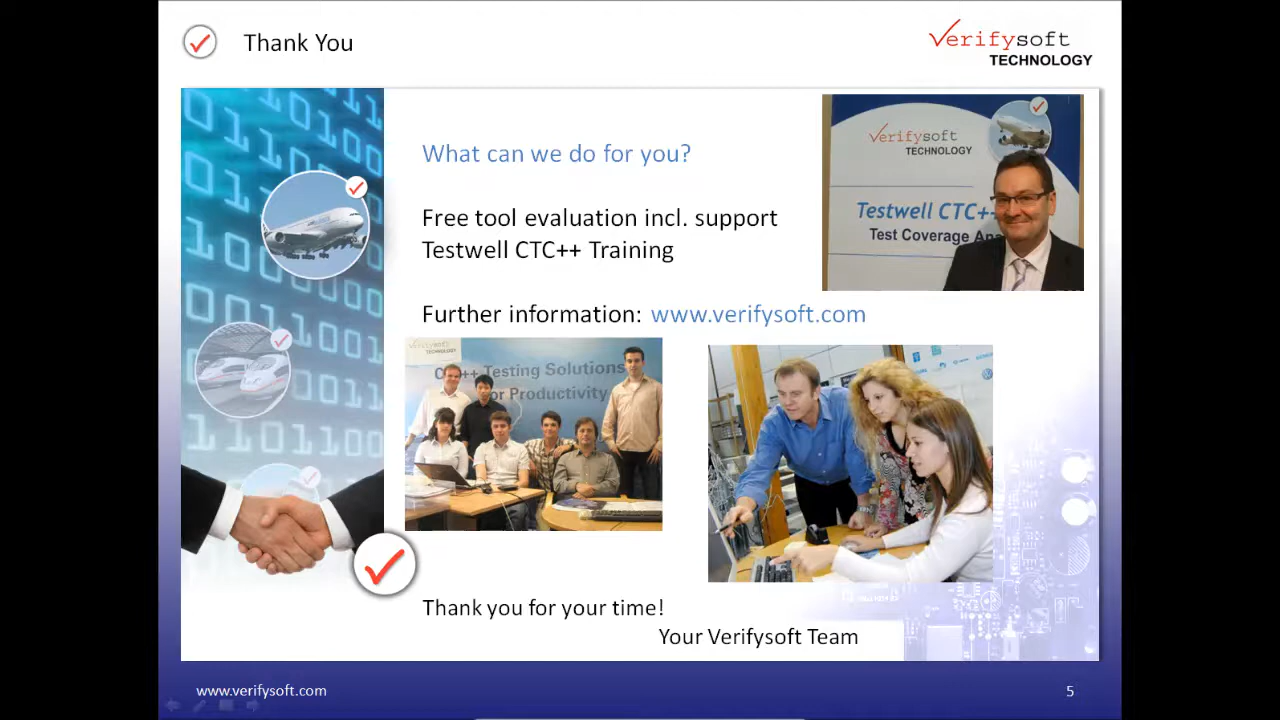 Thank You
Verifysoft
TECHNOLOGY
What can we do for you?
Verifysoft
TECHNOLOGY
Testwell CTC++
Test Coverage
Free tool evaluation incl. support
Testwell CTC++ Training
Further information: www.verifysoft.com
Verifysoft
TECHNOLOGY
Testing Solutions
Productivity
Thank you for your time!
Your Verifysoft Team
www.verifysoft.com
5